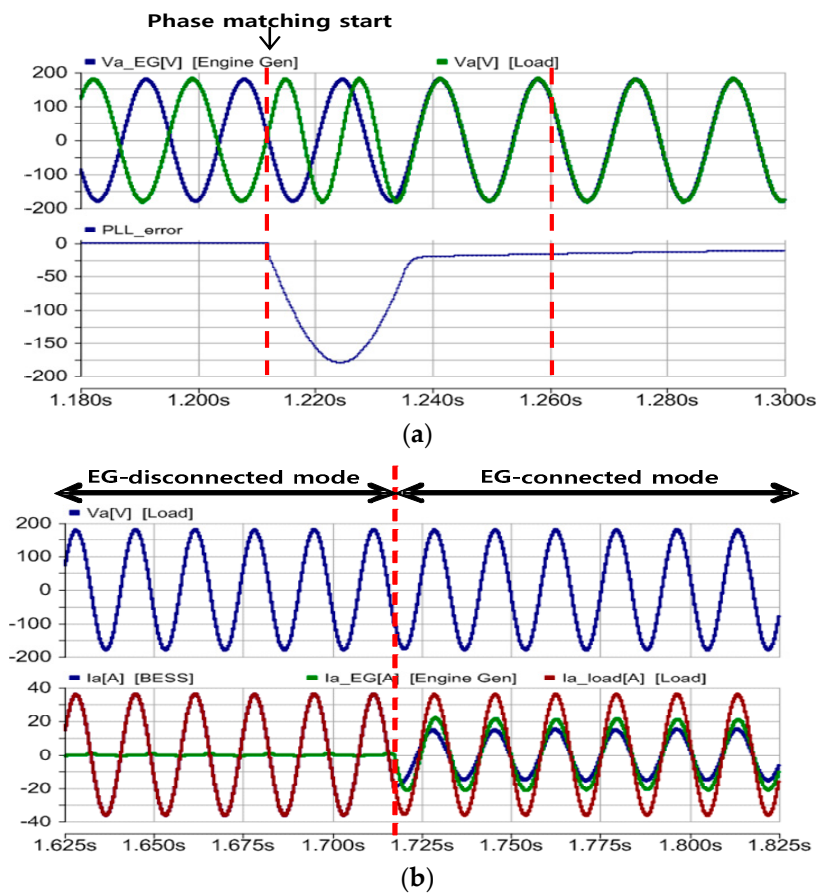 Phase matching start
Va_EG[V] [Engine Gen] Va[V] [Load]
200
100
0
-100
-200
PLL_error
0
-50
-100
-150
-200
1.180s 1.200s 1.220s 1.240s 1.260s 1.280s 1.300s
(a)
EG-disconnected mode EG-connected mode
Va[V] [Load]
200
100
0
-100
-200
Ia[A] [BESS] Ia_EG[A] [Engine Gen] Ia_load[A] [Load]
40
20
0
-20
-40
1.625s 1.650s 1.675s 1.700s 1.725s 1.750s 1.775s 1.800s 1.825s
(b)